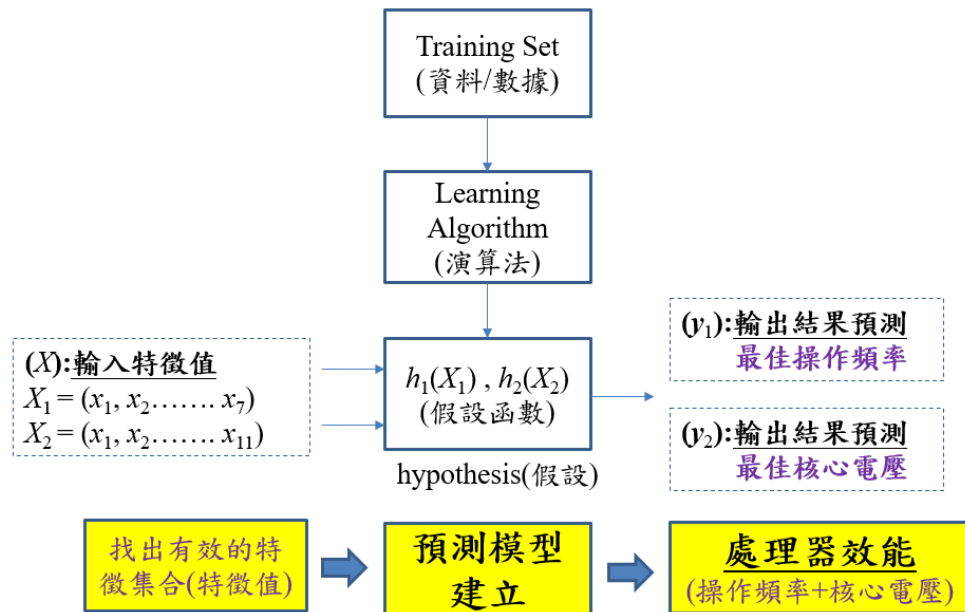 Training Set
(資料/數據)
Learning
Algorithm
(演算法)
(X):輸入特徵值
X₁ = (x₁, x₂……. x₇)
X₂ = (x₁, x₂……. x₁₁)
h₁(X₁) , h₂(X₂)
(假設函數)
hypothesis(假設)
(y₁):輸出結果預測
最佳操作頻率
(y₂):輸出結果預測
最佳核心電壓
找出有效的特
徵集合(特徵值)
預測模型
建立
處理器效能
(操作頻率+核心電壓)